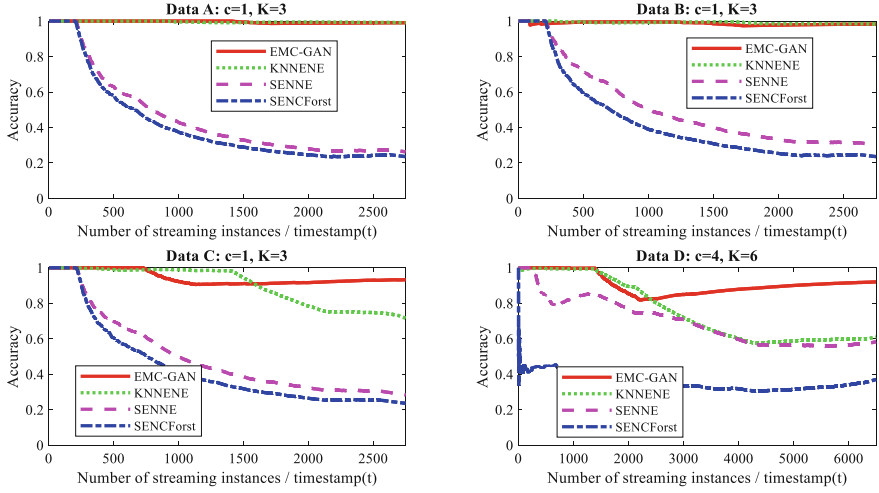 Data A: c=1, K=3
1
0.8
0.6
0.4
0.2
0
Accuracy
EMC-GAN
KNNENE
SENNE
SENCForst
0 500 1000 1500 2000 2500
Number of streaming instances / timestamp(t)
Data B: c=1, K=3
1
0.8
0.6
0.4
0.2
0
Accuracy
EMC-GAN
KNNENE
SENNE
SENCForst
0 500 1000 1500 2000 2500
Number of streaming instances / timestamp(t)
Data C: c=1, K=3
1
0.8
0.6
0.4
0.2
0
Accuracy
EMC-GAN
KNNENE
SENNE
SENCForst
0 500 1000 1500 2000 2500
Number of streaming instances / timestamp(t)
Data D: c=4, K=6
1
0.8
0.6
0.4
0.2
0
Accuracy
EMC-GAN
KNNENE
SENNE
SENCForst
0 1000 2000 3000 4000 5000 6000
Number of streaming instances / timestamp(t)